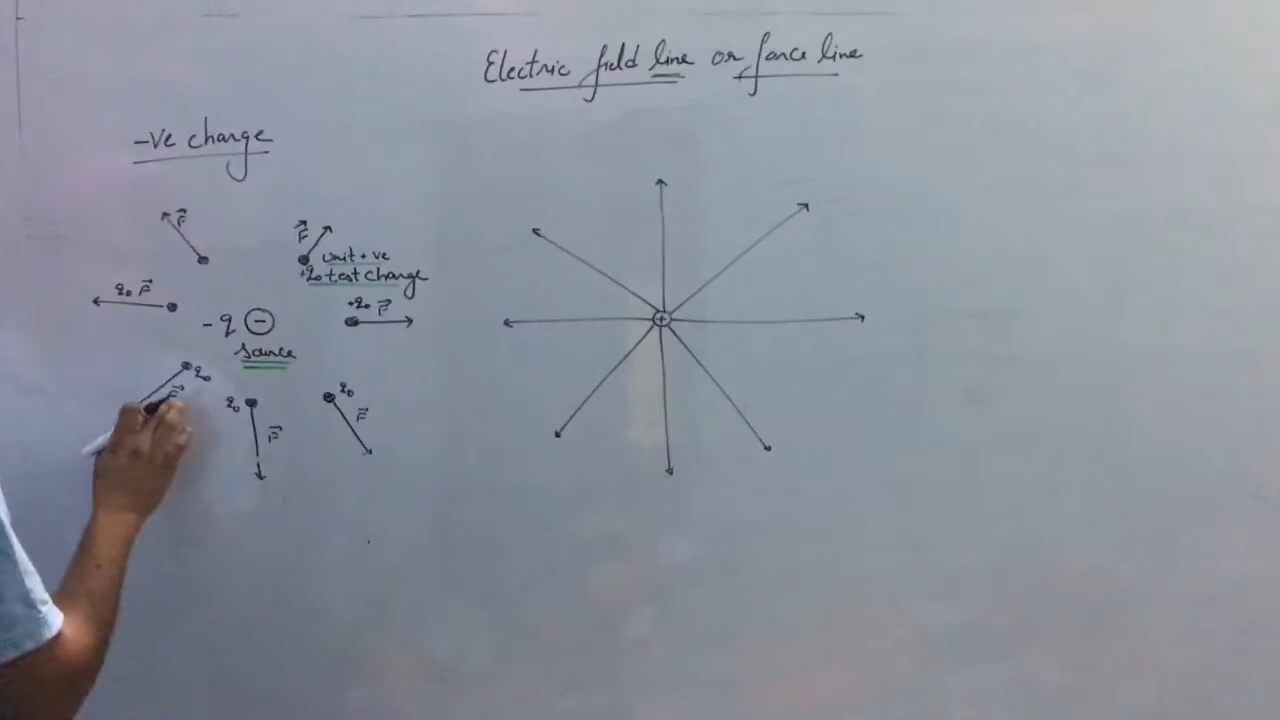 Electric field line or force line
-ve charge
F⃗
F⃗
unit +ve
+q₀ test charge
q₀ F⃗
+q₀ F⃗
-q ⊖
Source
q₀
F⃗
q₀
F⃗
q₀
F⃗
+